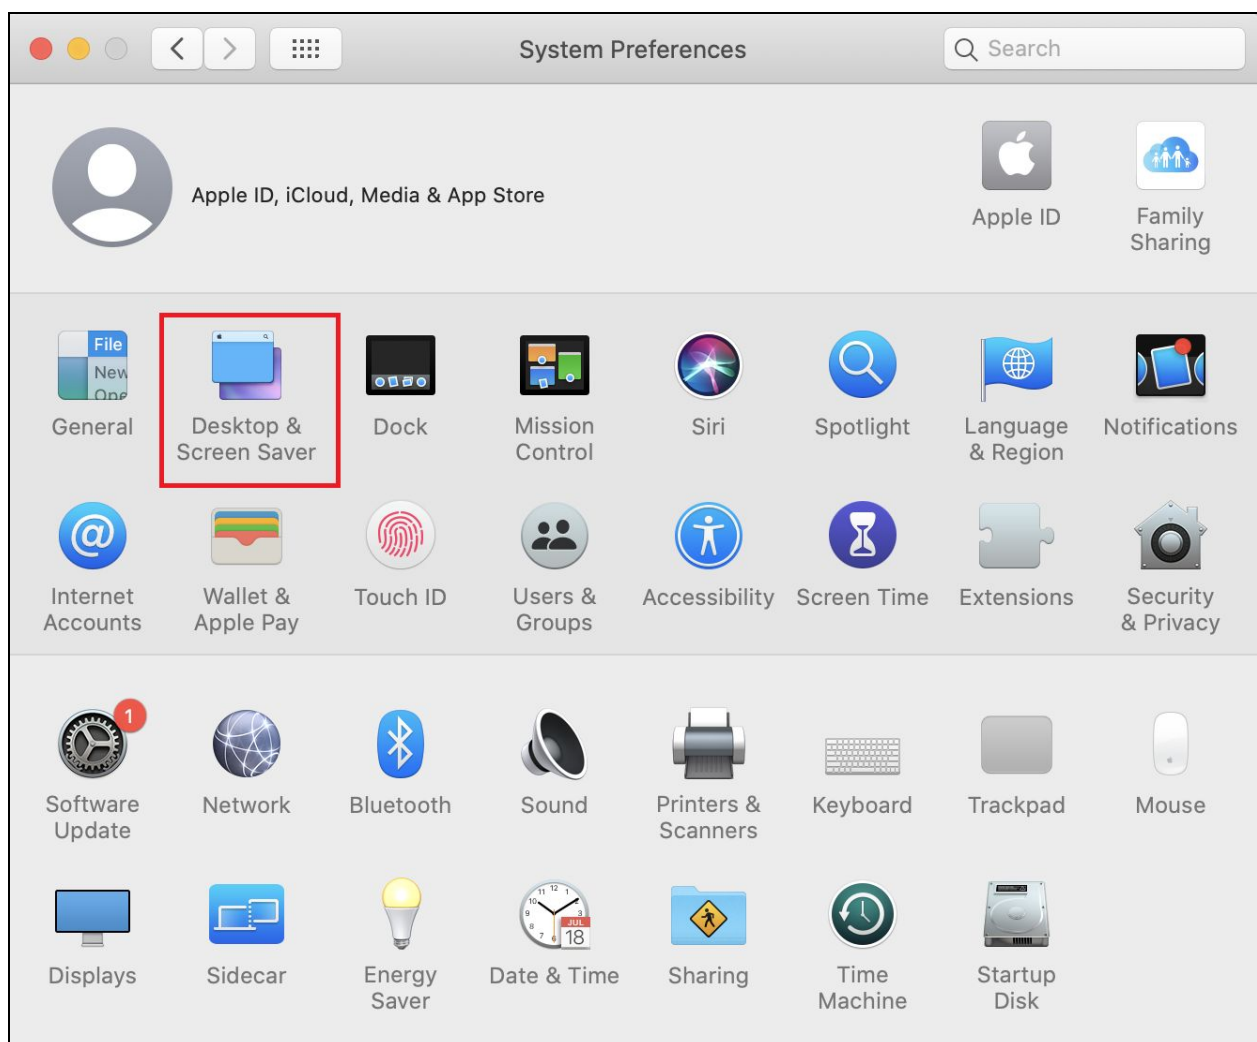 System Preferences
Search
Apple ID, iCloud, Media & App Store
Apple ID
Family
Sharing
File
New
Ope
General
Desktop &
Screen Saver
Dock
Mission
Control
Siri
Spotlight
Language
& Region
Notifications
@
Internet
Accounts
Wallet &
Apple Pay
Touch ID
Users &
Groups
Accessibility
Screen Time
Extensions
Security
& Privacy
1
Software
Update
Network
Bluetooth
Sound
Printers &
Scanners
Keyboard
Trackpad
Mouse
JUL
18
Displays
Sidecar
Energy
Saver
Date & Time
Sharing
Time
Machine
Startup
Disk